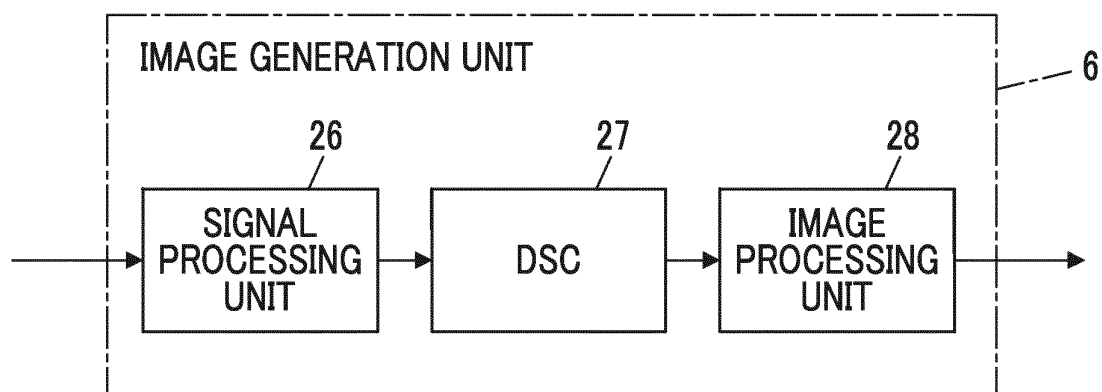 IMAGE GENERATION UNIT
6
26
27
28
SIGNAL
PROCESSING
UNIT
DSC
IMAGE
PROCESSING
UNIT